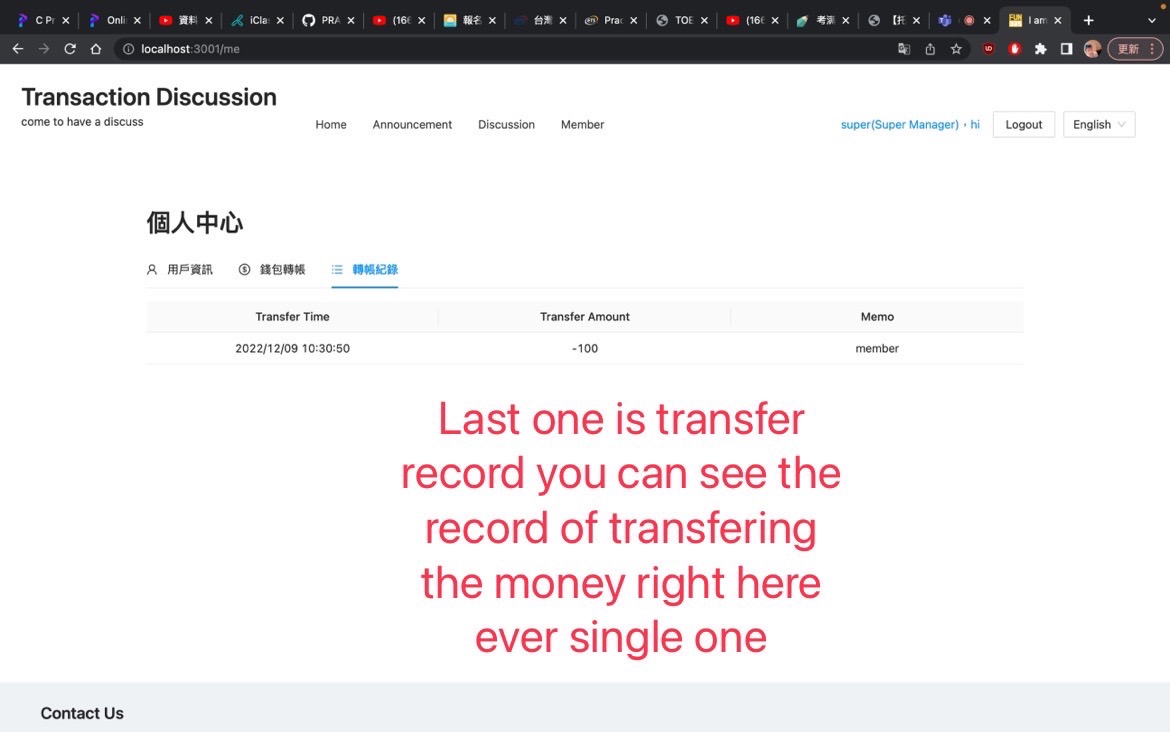 C Pr
Onli
資料
iCla
PRA
(166
報名
台灣
Prac
TOE
(166
考滿
【托
I am
localhost:3001/me
更新
Transaction Discussion
come to have a discuss
Home Announcement Discussion Member super(Super Manager),hi Logout English
個人中心
用戶資訊 錢包轉帳 轉帳紀錄
Transfer Time Transfer Amount Memo
2022/12/09 10:30:50 -100 member
Last one is transfer
record you can see the
record of transfering
the money right here
ever single one
Contact Us